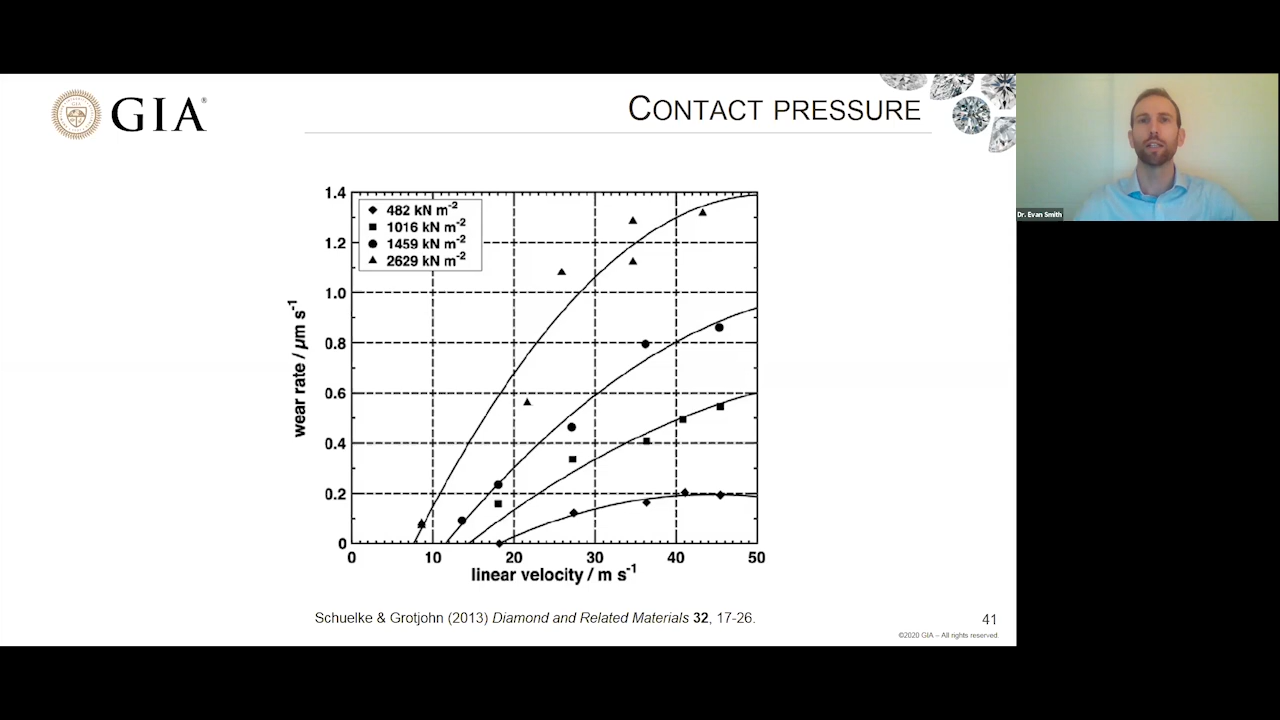 GIA®
CONTACT PRESSURE
482 kN m-2
1016 kN m-2
1459 kN m-2
2629 kN m-2
wear rate / µm s-1
1.4
1.2
1.0
0.8
0.6
0.4
0.2
0
0 10 20 30 40 50
linear velocity / m s-1
Schuelke & Grotjohn (2013) Diamond and Related Materials 32, 17-26.
41
©2020 GIA – All rights reserved.
Dr. Evan Smith